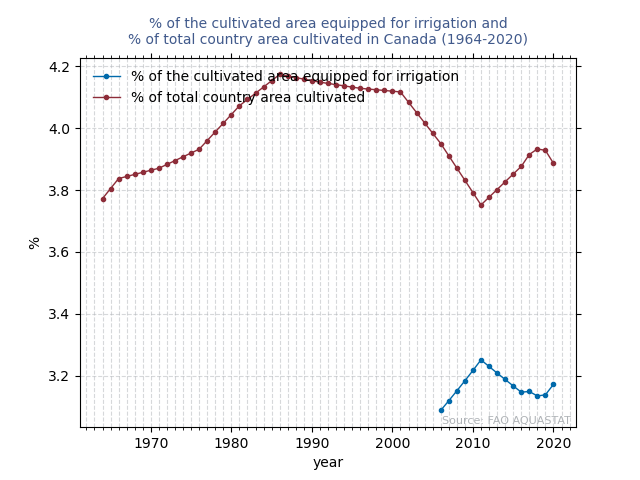 % of the cultivated area equipped for irrigation and
% of total country area cultivated in Canada (1964-2020)
4.2
% of the cultivated area equipped for irrigation
% of total country area cultivated
4.0
3.8
%
3.6
3.4
3.2
Source: FAO AQUASTAT
1970 1980 1990 2000 2010 2020
year